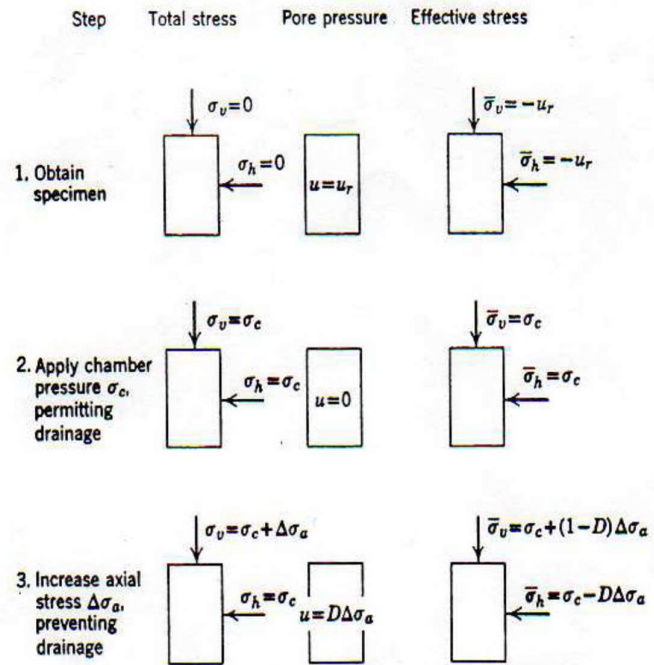 Step Total stress Pore pressure Effective stress
σ_v=0
σ̅_v=−u_r
1. Obtain
specimen
σ_h=0
u=u_r
σ̅_h=−u_r
σ_v=σ_c
σ̅_v=σ_c
2. Apply chamber
pressure σ_c,
permitting
drainage
σ_h=σ_c
u=0
σ̅_h=σ_c
σ_v=σ_c+Δσ_a
σ̅_v=σ_c+(1−D)Δσ_a
3. Increase axial
stress Δσ_a,
preventing
drainage
σ_h=σ_c
u=DΔσ_a
σ̅_h=σ_c−DΔσ_a